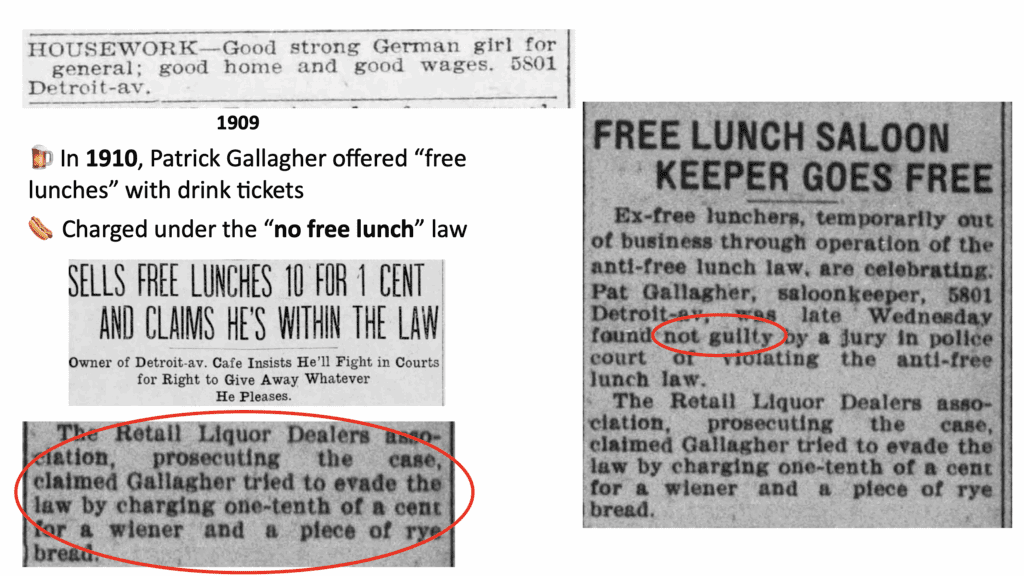 HOUSEWORK—Good strong German girl for
general; good home and good wages. 5801
Detroit-av.
1909
In 1910, Patrick Gallagher offered “free
lunches” with drink tickets
Charged under the “no free lunch” law
SELLS FREE LUNCHES 10 FOR 1 CENT
AND CLAIMS HE'S WITHIN THE LAW
Owner of Detroit-av. Cafe Insists He'll Fight in Courts
for Right to Give Away Whatever
He Pleases.
The Retail Liquor Dealers asso-
ciation, prosecuting the case,
claimed Gallagher tried to evade the
law by charging one-tenth of a cent
for a wiener and a piece of rye
bread.
FREE LUNCH SALOON
KEEPER GOES FREE
Ex-free lunchers, temporarily out
of business through operation of the
anti-free lunch law, are celebrating.
Pat Gallagher, saloonkeeper, 5801
Detroit-av, was late Wednesday
found not guilty by a jury in police
court of violating the anti-free
lunch law.
The Retail Liquor Dealers asso-
ciation, prosecuting the case,
claimed Gallagher tried to evade the
law by charging one-tenth of a cent
for a wiener and a piece of rye
bread.